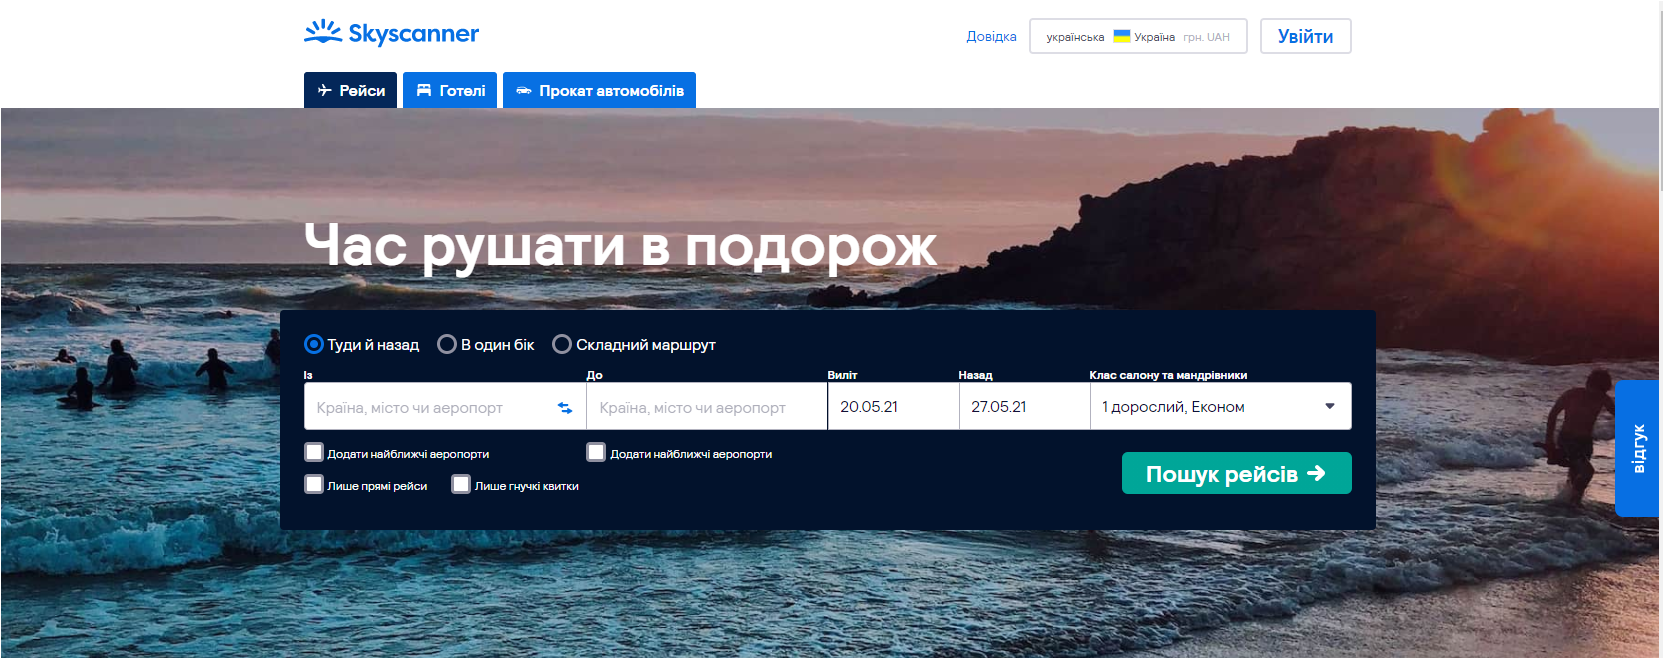 Skyscanner
Довідка
українська Україна грн. UAH
Увійти
Рейси
Готелі
Прокат автомобілів
Час рушати в подорож
Туди й назад
В один бік
Складний маршрут
Із
До
Виліт
Назад
Клас салону та мандрівники
Країна, місто чи аеропорт
Країна, місто чи аеропорт
20.05.21
27.05.21
1 дорослий, Економ
Додати найближчі аеропорти
Додати найближчі аеропорти
Лише прямі рейси
Лише гнучкі квитки
Пошук рейсів
відгук